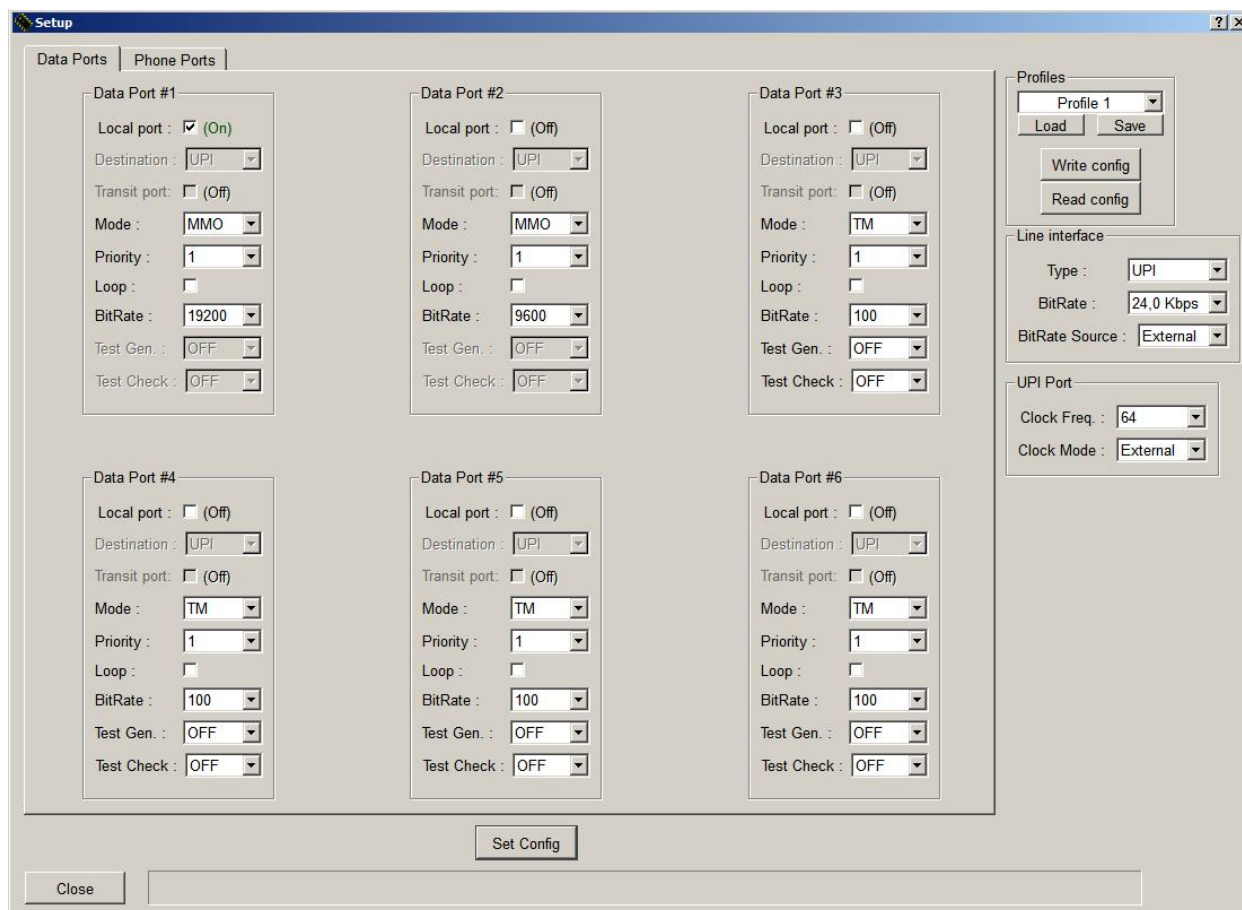 Setup
Data Ports
Phone Ports
Data Port #1
Local port : (On)
Destination : UPI
Transit port: (Off)
Mode : MMO
Priority : 1
Loop :
BitRate : 19200
Test Gen. : OFF
Test Check : OFF
Data Port #2
Local port : (Off)
Destination : UPI
Transit port: (Off)
Mode : MMO
Priority : 1
Loop :
BitRate : 9600
Test Gen. : OFF
Test Check : OFF
Data Port #3
Local port : (Off)
Destination : UPI
Transit port: (Off)
Mode : TM
Priority : 1
Loop :
BitRate : 100
Test Gen. : OFF
Test Check : OFF
Data Port #4
Local port : (Off)
Destination : UPI
Transit port: (Off)
Mode : TM
Priority : 1
Loop :
BitRate : 100
Test Gen. : OFF
Test Check : OFF
Data Port #5
Local port : (Off)
Destination : UPI
Transit port: (Off)
Mode : TM
Priority : 1
Loop :
BitRate : 100
Test Gen. : OFF
Test Check : OFF
Data Port #6
Local port : (Off)
Destination : UPI
Transit port: (Off)
Mode : TM
Priority : 1
Loop :
BitRate : 100
Test Gen. : OFF
Test Check : OFF
Profiles
Profile 1
Load
Save
Write config
Read config
Line interface
Type : UPI
BitRate : 24,0 Kbps
BitRate Source : External
UPI Port
Clock Freq. : 64
Clock Mode : External
Set Config
Close